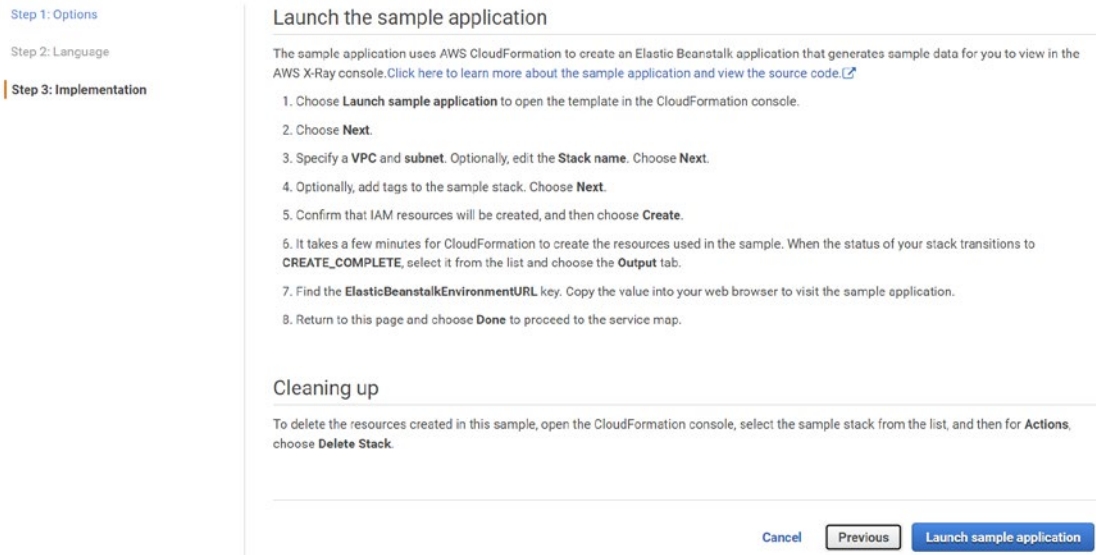 Step 1: Options
Step 2: Language
Step 3: Implementation
Launch the sample application
The sample application uses AWS CloudFormation to create an Elastic Beanstalk application that generates sample data for you to view in the
AWS X-Ray console.Click here to learn more about the sample application and view the source code.
1. Choose Launch sample application to open the template in the CloudFormation console.
2. Choose Next.
3. Specify a VPC and subnet. Optionally, edit the Stack name. Choose Next.
4. Optionally, add tags to the sample stack. Choose Next.
5. Confirm that IAM resources will be created, and then choose Create.
6. It takes a few minutes for CloudFormation to create the resources used in the sample. When the status of your stack transitions to
CREATE_COMPLETE, select it from the list and choose the Output tab.
7. Find the ElasticBeanstalkEnvironmentURL key. Copy the value into your web browser to visit the sample application.
8. Return to this page and choose Done to proceed to the service map.
Cleaning up
To delete the resources created in this sample, open the CloudFormation console, select the sample stack from the list, and then for Actions,
choose Delete Stack.
Cancel
Previous
Launch sample application